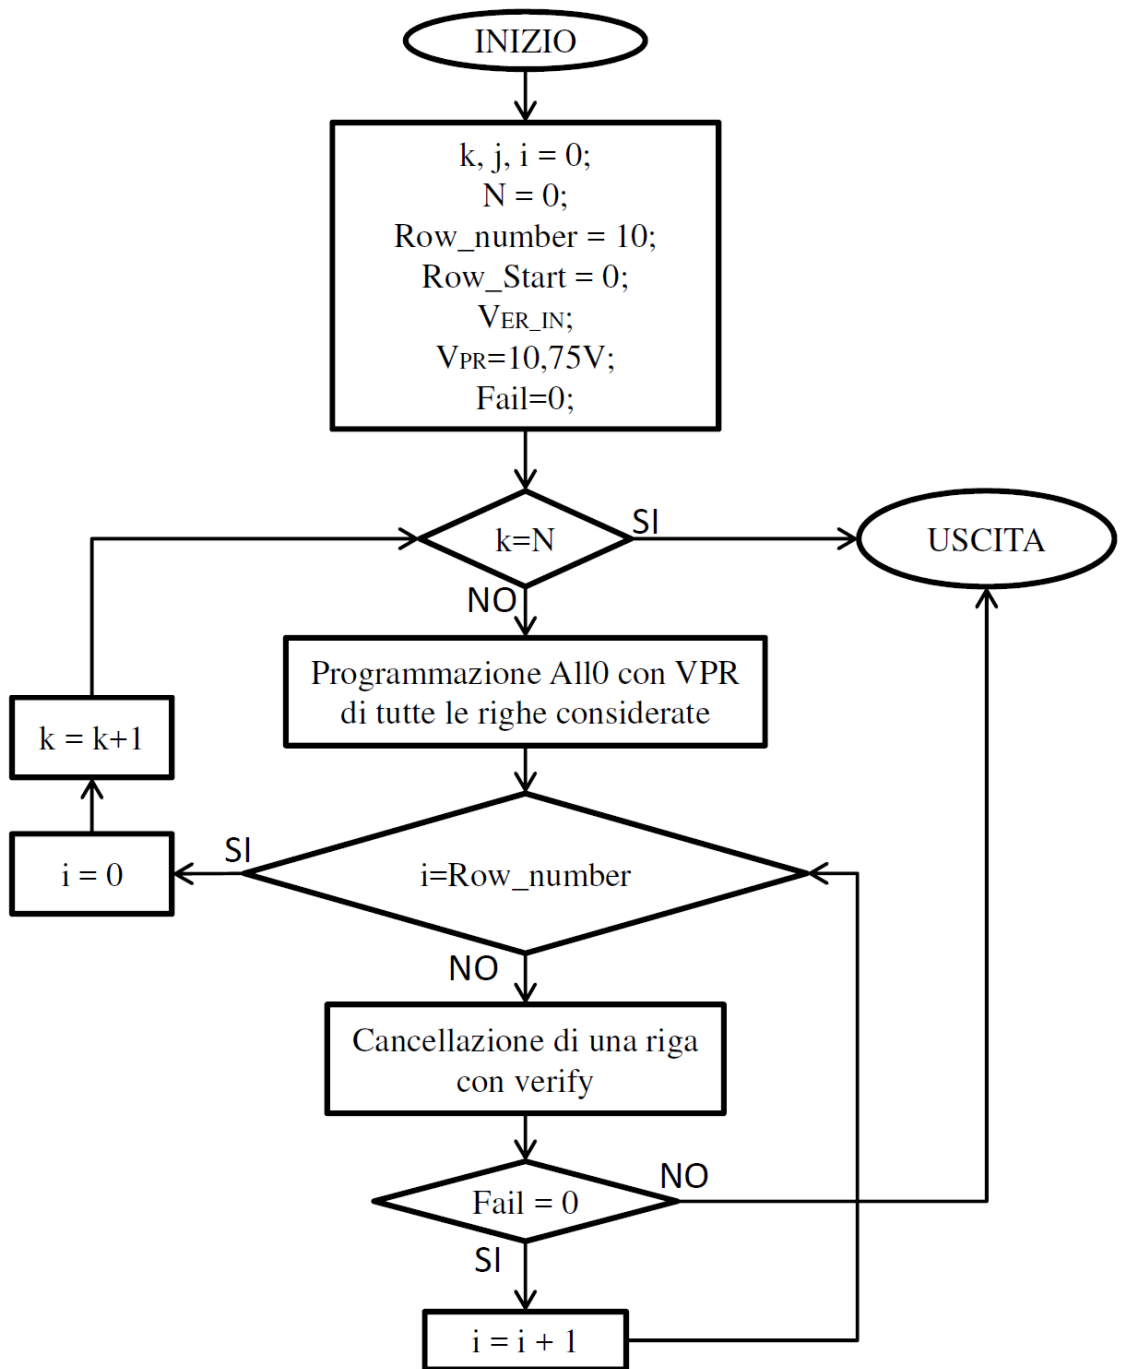 INIZIO
k, j, i = 0;
N = 0;
Row_number = 10;
Row_Start = 0;
VER_IN;
VPR=10,75V;
Fail=0;
k=N
SI
USCITA
NO
Programmazione All0 con VPR
di tutte le righe considerate
k = k+1
i=Row_number
SI
i = 0
NO
Cancellazione di una riga
con verify
Fail = 0
NO
SI
i = i + 1